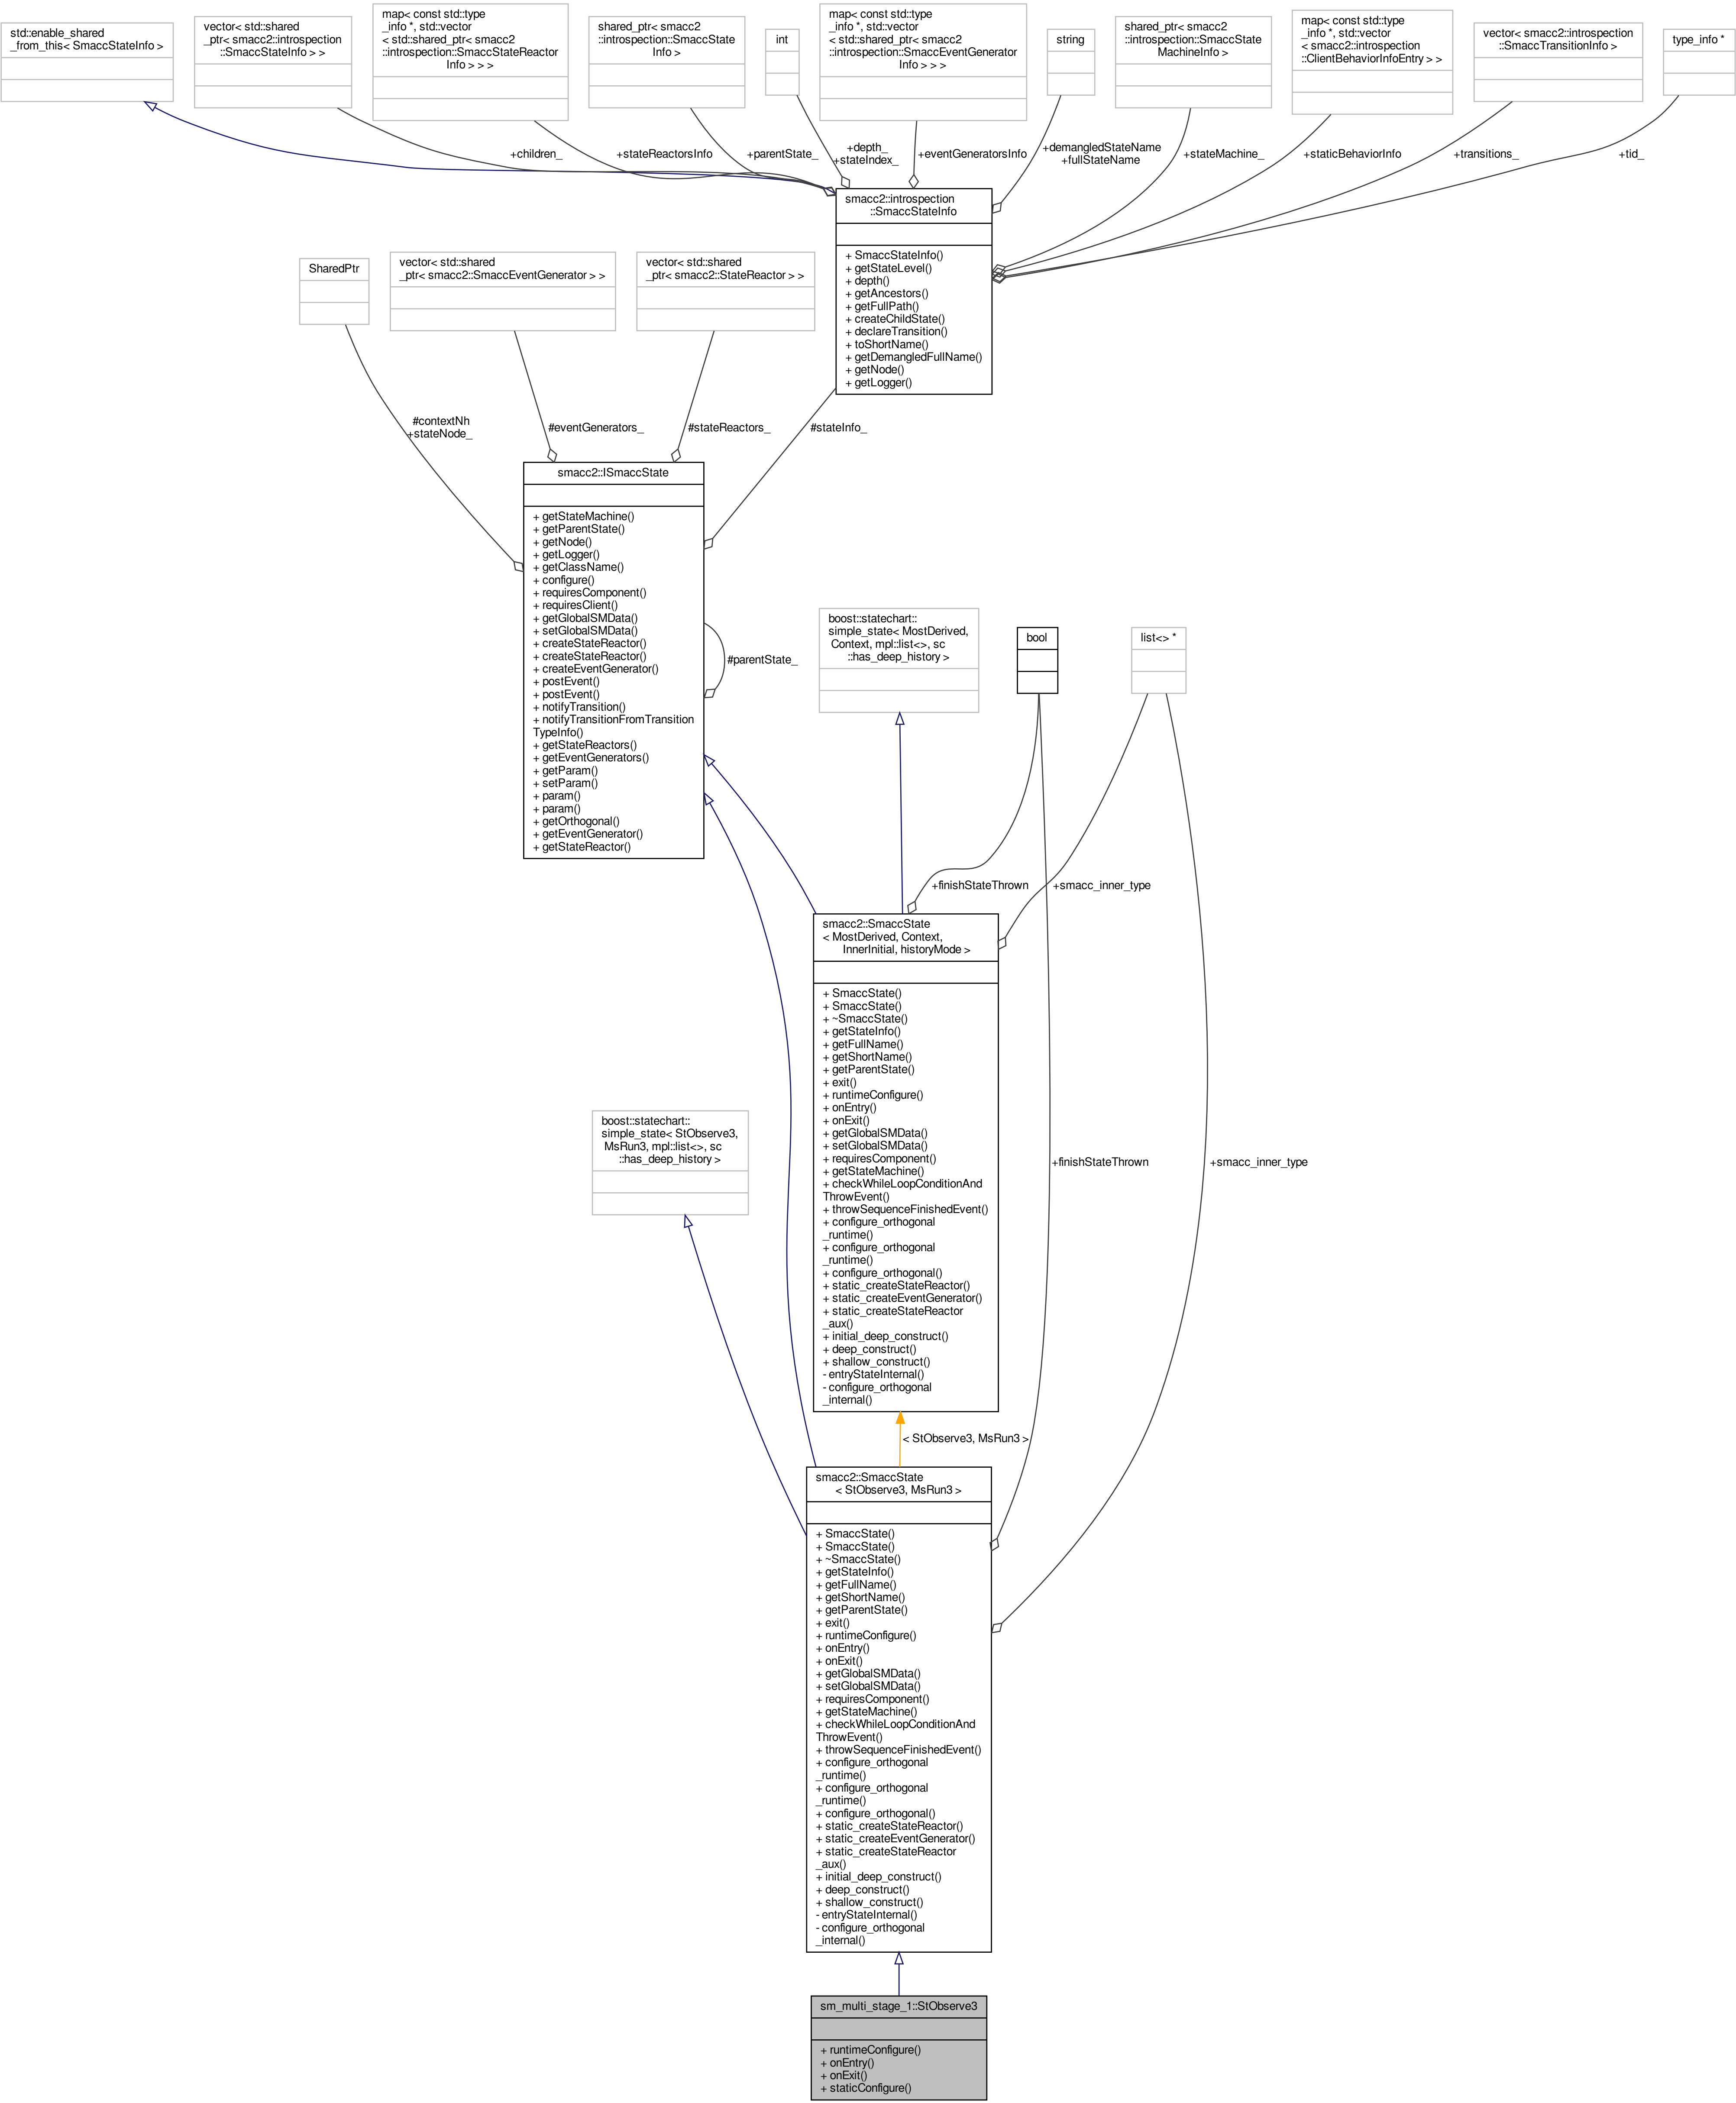 std::enable_shared
_from_this< SmaccStateInfo >
vector< std::shared
_ptr< smacc2::introspection
::SmaccStateInfo > >
map< const std::type
_info *, std::vector
< std::shared_ptr< smacc2
::introspection::SmaccStateReactor
Info > > >
shared_ptr< smacc2
::introspection::SmaccState
Info >
int
map< const std::type
_info *, std::vector
< std::shared_ptr< smacc2
::introspection::SmaccEventGenerator
Info > > >
string
shared_ptr< smacc2
::introspection::SmaccState
MachineInfo >
map< const std::type
_info *, std::vector
< smacc2::introspection
::ClientBehaviorInfoEntry > >
vector< smacc2::introspection
::SmaccTransitionInfo >
type_info *
+children_
+stateReactorsInfo
+parentState_
+depth_
+stateIndex_
+eventGeneratorsInfo
+demangledStateName
+fullStateName
+stateMachine_
+staticBehaviorInfo
+transitions_
+tid_
smacc2::introspection
::SmaccStateInfo
+ SmaccStateInfo()
+ getStateLevel()
+ depth()
+ getAncestors()
+ getFullPath()
+ createChildState()
+ declareTransition()
+ toShortName()
+ getDemangledFullName()
+ getNode()
+ getLogger()
SharedPtr
vector< std::shared
_ptr< smacc2::SmaccEventGenerator > >
vector< std::shared
_ptr< smacc2::StateReactor > >
#contextNh
+stateNode_
#eventGenerators_
#stateReactors_
#stateInfo_
smacc2::ISmaccState
+ getStateMachine()
+ getParentState()
+ getNode()
+ getLogger()
+ getClassName()
+ configure()
+ requiresComponent()
+ requiresClient()
+ getGlobalSMData()
+ setGlobalSMData()
+ createStateReactor()
+ createStateReactor()
+ createEventGenerator()
+ postEvent()
+ postEvent()
+ notifyTransition()
+ notifyTransitionFromTransition
TypeInfo()
+ getStateReactors()
+ getEventGenerators()
+ getParam()
+ setParam()
+ param()
+ param()
+ getOrthogonal()
+ getEventGenerator()
+ getStateReactor()
#parentState_
boost::statechart::
simple_state< MostDerived,
Context, mpl::list<>, sc
::has_deep_history >
bool
list<> *
+finishStateThrown
+smacc_inner_type
smacc2::SmaccState
< MostDerived, Context,
InnerInitial, historyMode >
+ SmaccState()
+ SmaccState()
+ ~SmaccState()
+ getStateInfo()
+ getFullName()
+ getShortName()
+ getParentState()
+ exit()
+ runtimeConfigure()
+ onEntry()
+ onExit()
+ getGlobalSMData()
+ setGlobalSMData()
+ requiresComponent()
+ getStateMachine()
+ checkWhileLoopConditionAnd
ThrowEvent()
+ throwSequenceFinishedEvent()
+ configure_orthogonal
_runtime()
+ configure_orthogonal
_runtime()
+ configure_orthogonal()
+ static_createStateReactor()
+ static_createEventGenerator()
+ static_createStateReactor
_aux()
+ initial_deep_construct()
+ deep_construct()
+ shallow_construct()
- entryStateInternal()
- configure_orthogonal
_internal()
boost::statechart::
simple_state< StObserve3,
MsRun3, mpl::list<>, sc
::has_deep_history >
+finishStateThrown
+smacc_inner_type
< StObserve3, MsRun3 >
smacc2::SmaccState
< StObserve3, MsRun3 >
+ SmaccState()
+ SmaccState()
+ ~SmaccState()
+ getStateInfo()
+ getFullName()
+ getShortName()
+ getParentState()
+ exit()
+ runtimeConfigure()
+ onEntry()
+ onExit()
+ getGlobalSMData()
+ setGlobalSMData()
+ requiresComponent()
+ getStateMachine()
+ checkWhileLoopConditionAnd
ThrowEvent()
+ throwSequenceFinishedEvent()
+ configure_orthogonal
_runtime()
+ configure_orthogonal
_runtime()
+ configure_orthogonal()
+ static_createStateReactor()
+ static_createEventGenerator()
+ static_createStateReactor
_aux()
+ initial_deep_construct()
+ deep_construct()
+ shallow_construct()
- entryStateInternal()
- configure_orthogonal
_internal()
sm_multi_stage_1::StObserve3
+ runtimeConfigure()
+ onEntry()
+ onExit()
+ staticConfigure()